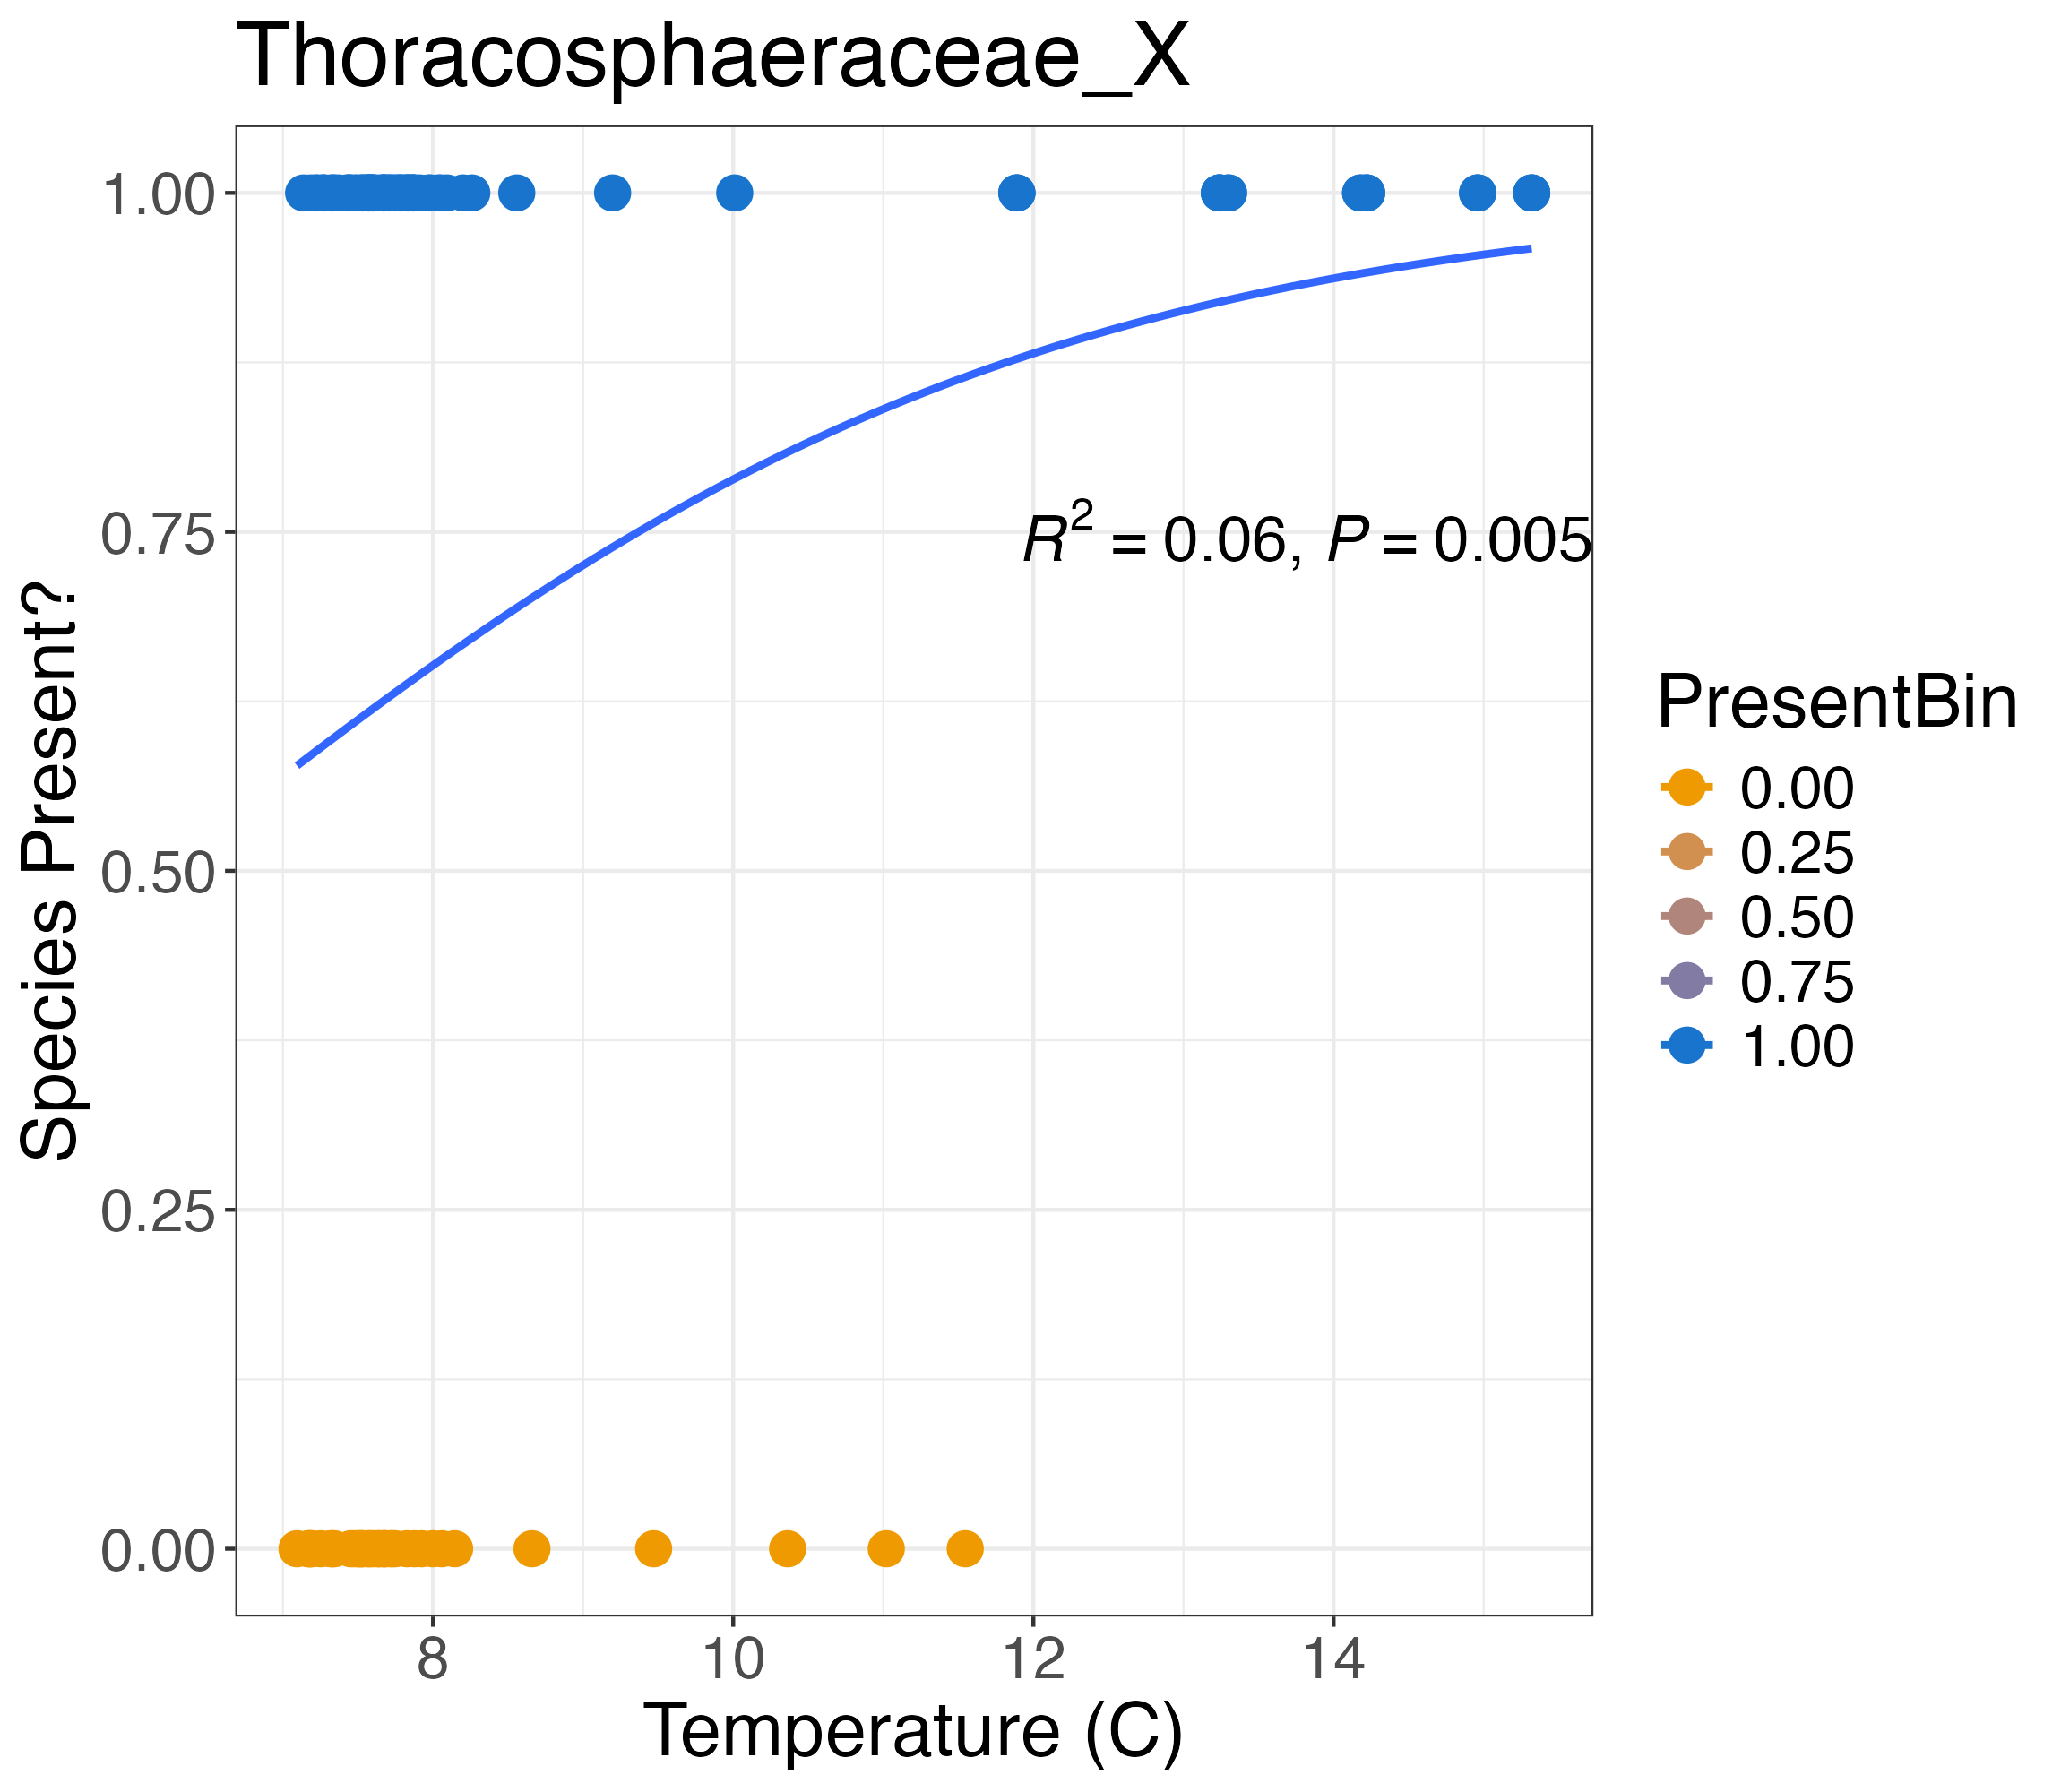 Thoracosphaeraceae_X
Species Present?
1.00
0.75
0.50
0.25
0.00
R² = 0.06, P = 0.005
8 10 12 14
Temperature (C)
PresentBin
0.00
0.25
0.50
0.75
1.00